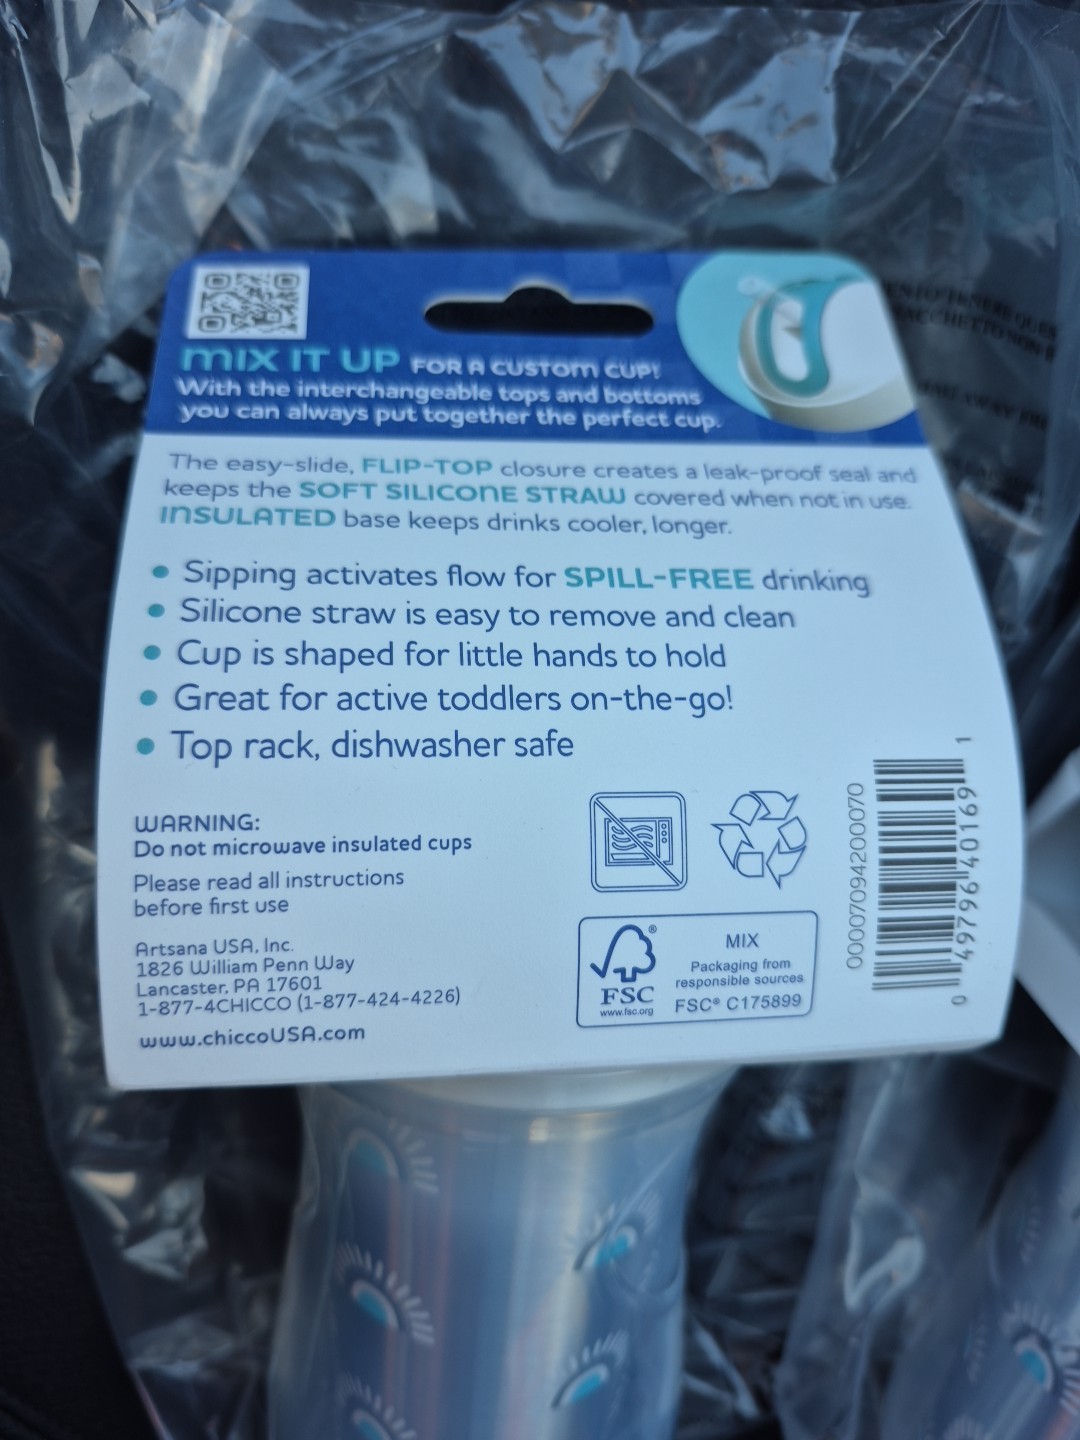 MIX IT UP FOR A CUSTOM CUP!
With the interchangeable tops and bottoms
you can always put together the perfect cup.
The easy-slide, FLIP-TOP closure creates a leak-proof seal and
keeps the SOFT SILICONE STRAW covered when not in use.
INSULATED base keeps drinks cooler, longer.
• Sipping activates flow for SPILL-FREE drinking
• Silicone straw is easy to remove and clean
• Cup is shaped for little hands to hold
• Great for active toddlers on-the-go!
• Top rack, dishwasher safe
WARNING:
Do not microwave insulated cups
Please read all instructions
before first use
Artsana USA, Inc.
1826 William Penn Way
Lancaster, PA 17601
1-877-4CHICCO (1-877-424-4226)
www.chiccoUSA.com
FSC®
www.fsc.org
MIX
Packaging from
responsible sources
FSC® C175899
00007094200070
0 49796 40169 1